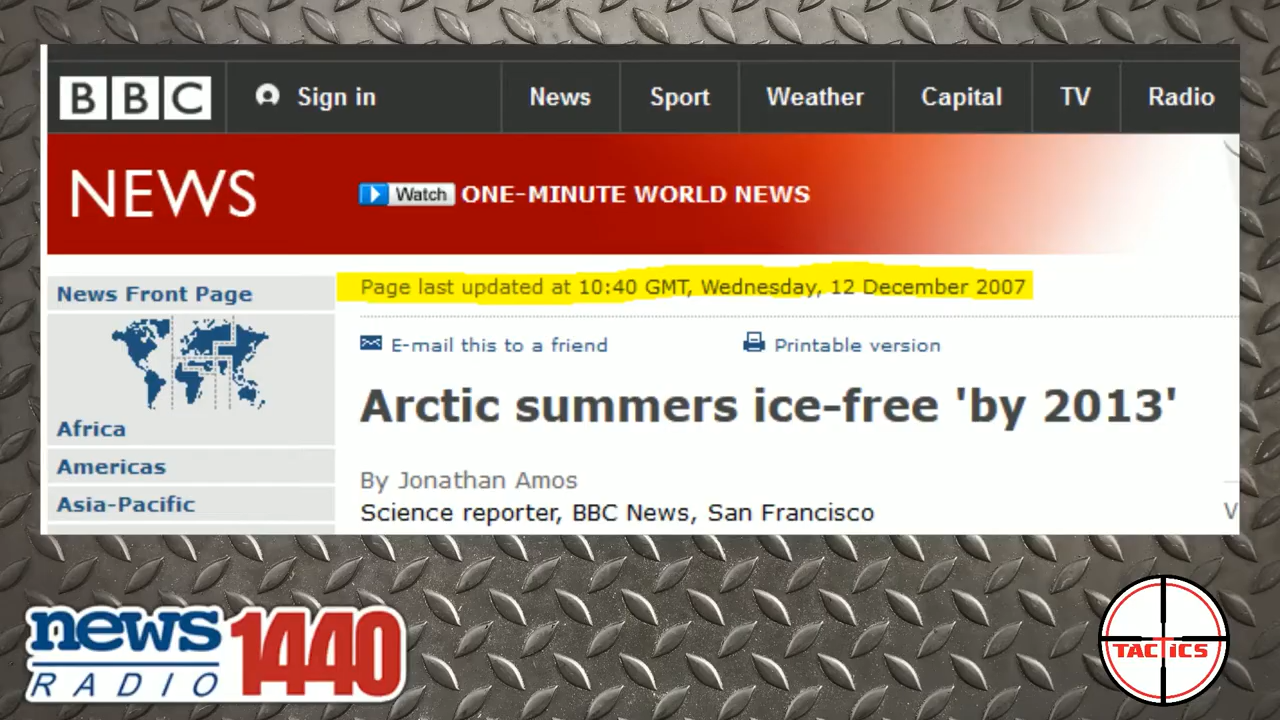 BBC Sign in News Sport Weather Capital TV Radio
NEWS Watch ONE-MINUTE WORLD NEWS
News Front Page
Africa
Americas
Asia-Pacific
Page last updated at 10:40 GMT, Wednesday, 12 December 2007
E-mail this to a friend Printable version
Arctic summers ice-free 'by 2013'
By Jonathan Amos
Science reporter, BBC News, San Francisco
V
news 1440
RADIO
TACTICS